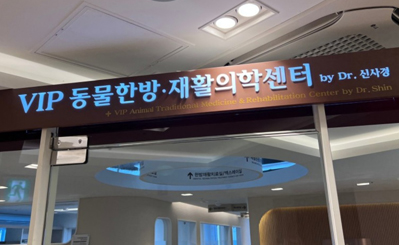 VIP 동물한방·재활의학센터 by Dr. 신사경
+ VIP Animal Traditional Medicine & Rehabilitation Center by Dr. Shin